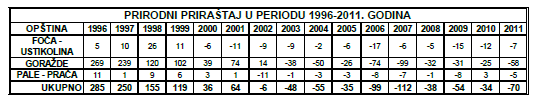 PRIRODNI PRIRAŠTAJ U PERIODU 1996-2011. GODINA
OPŠTINA 1996 1997 1998 1999 2000 2001 2002 2003 2004 2005 2006 2007 2008 2009 2010 2011
FOČA - USTIKOLINA 5 10 26 11 -6 -11 -9 -9 -2 -6 -17 -6 -5 -15 -12 -7
GORAŽDE 269 239 120 102 39 74 14 -38 -50 -26 -74 -99 -32 -31 -25 -58
PALE - PRAČA 11 1 9 6 3 1 -11 -1 -3 -3 -8 -7 -1 -8 3 -5
UKUPNO 285 250 155 119 36 64 -6 -48 -55 -35 -99 -112 -38 -54 -34 -70